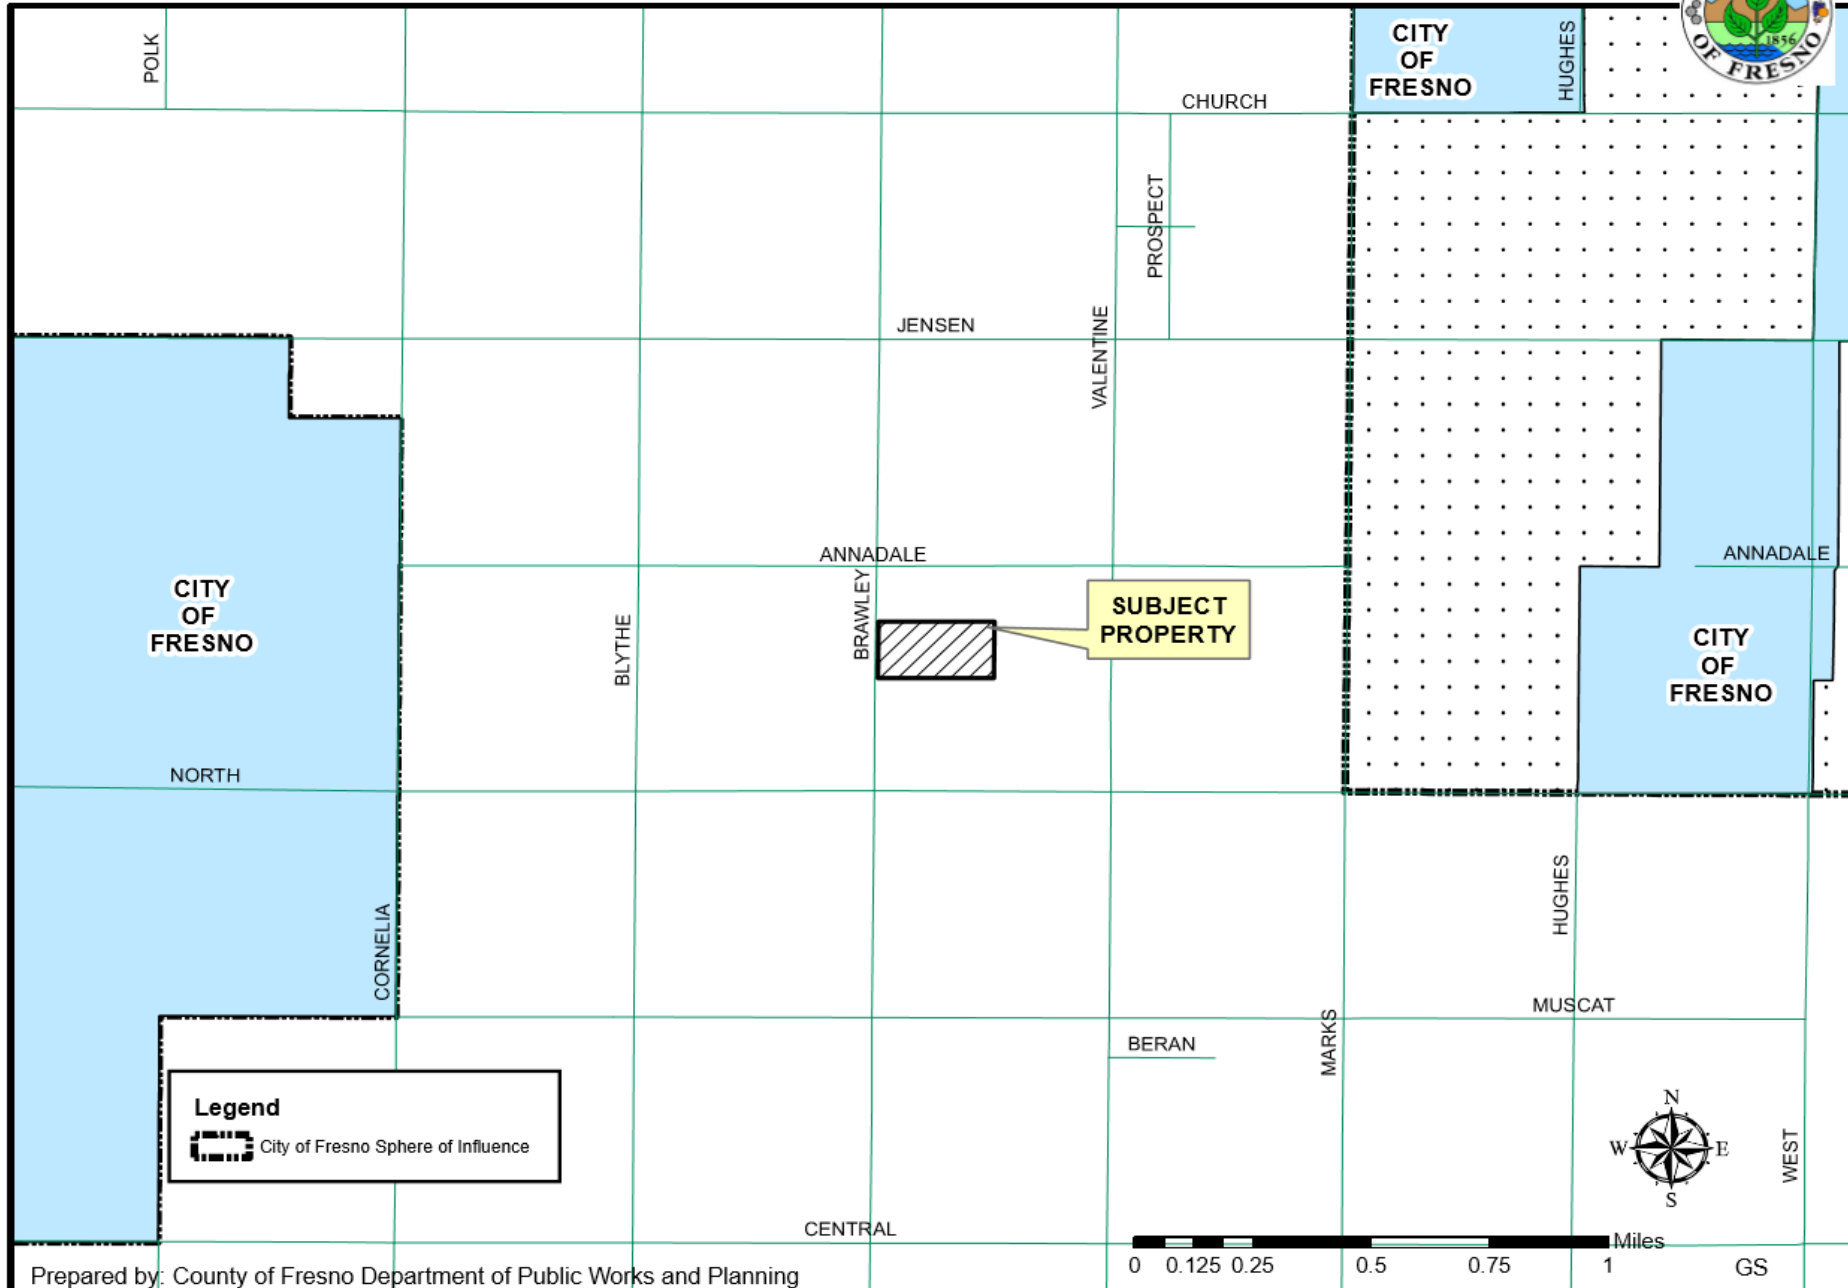 POLK
CITY
OF
FRESNO
HUGHES
1856
OF FRESNO
CHURCH
PROSPECT
JENSEN
VALENTINE
ANNADALE
ANNADALE
BRAWLEY
SUBJECT
PROPERTY
CITY
OF
FRESNO
BLYTHE
CITY
OF
FRESNO
NORTH
CORNELIA
HUGHES
MUSCAT
BERAN
MARKS
Legend
City of Fresno Sphere of Influence
N
W E
S
WEST
CENTRAL
Miles
0 0.125 0.25 0.5 0.75 1
GS
Prepared by: County of Fresno Department of Public Works and Planning